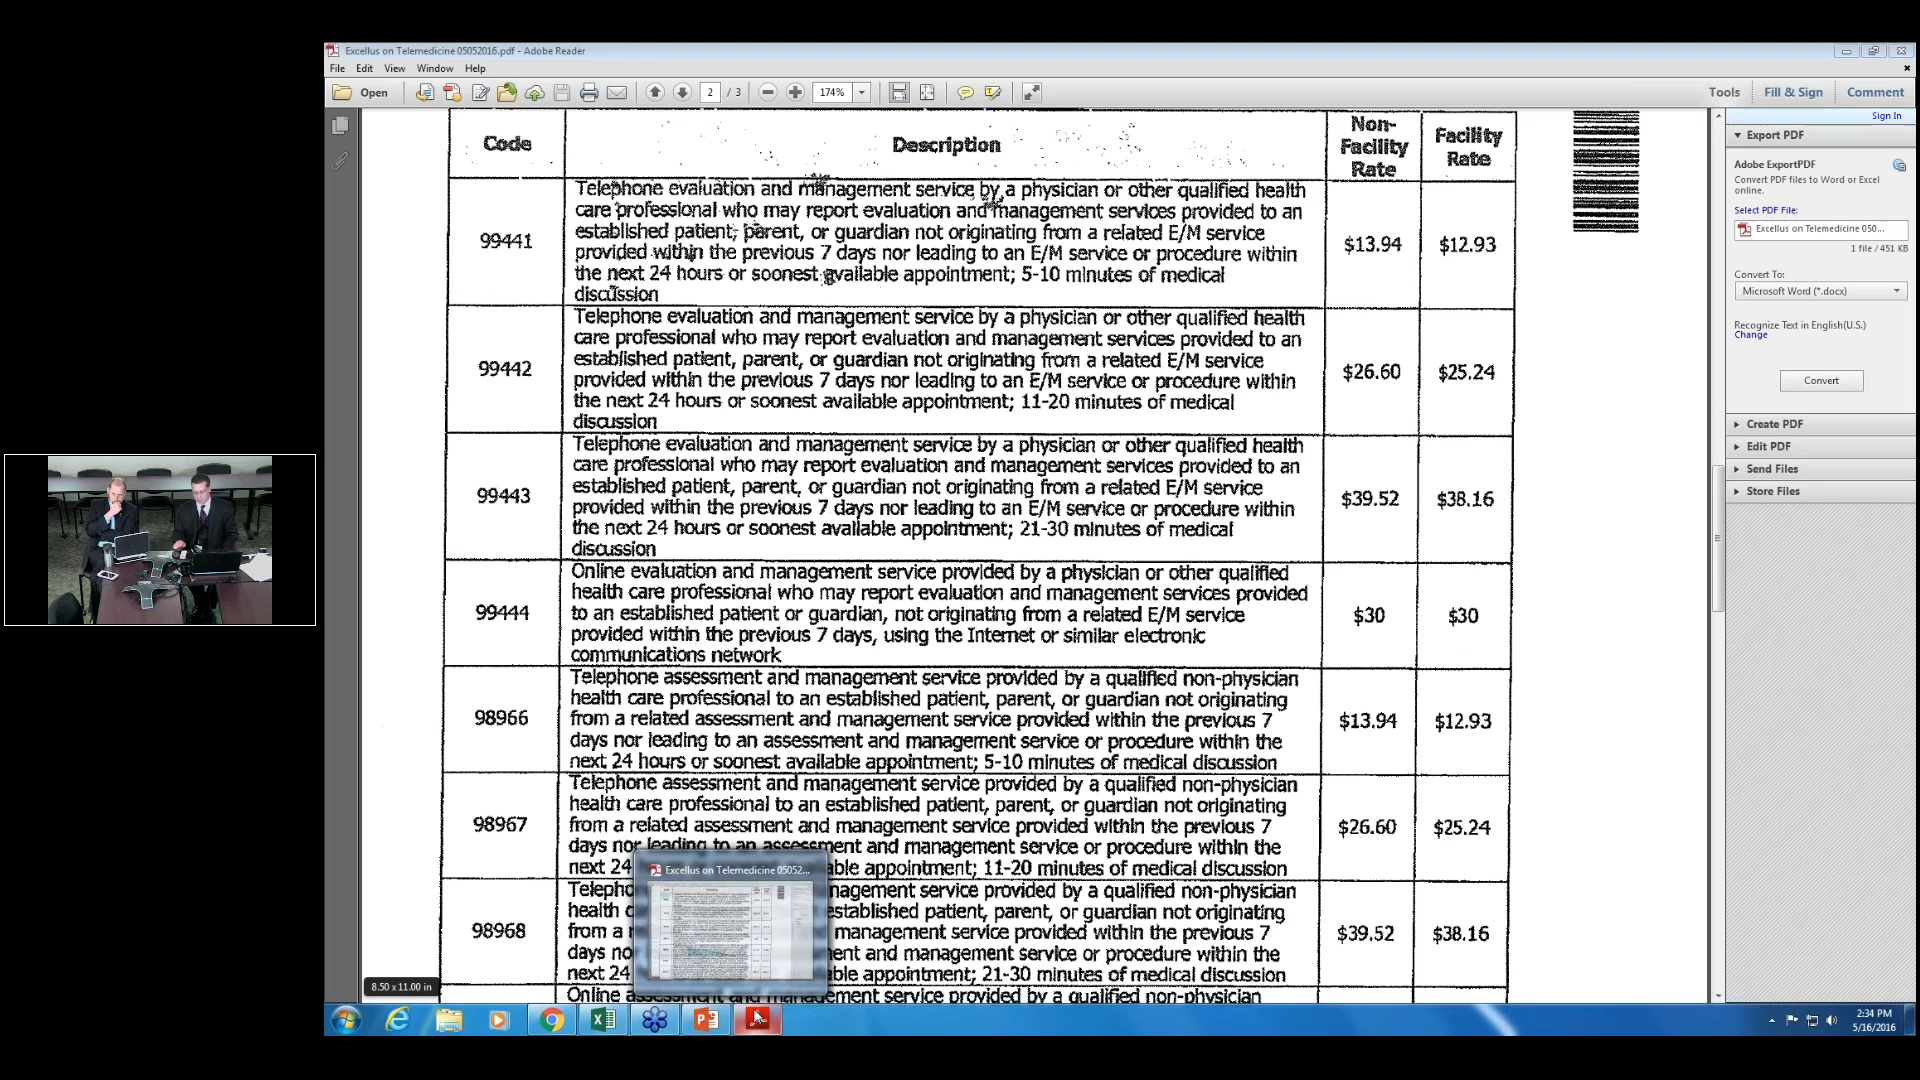 Excellus on Telemedicine 05052016.pdf - Adobe Reader
File Edit View Window Help
Open 2 / 3 174% Tools Fill & Sign Comment
Sign In
Export PDF
Adobe ExportPDF
Convert PDF files to Word or Excel
online.
Select PDF File:
Excellus on Telemedicine 050...
1 file / 451 KB
Convert To:
Microsoft Word (*.docx)
Recognize Text in English(U.S.)
Change
Convert
Create PDF
Edit PDF
Send Files
Store Files
Code Description Non-Facility Rate Facility Rate
99441
Telephone evaluation and management service by a physician or other qualified health
care professional who may report evaluation and management services provided to an
established patient, parent, or guardian not originating from a related E/M service
provided within the previous 7 days nor leading to an E/M service or procedure within
the next 24 hours or soonest available appointment; 5-10 minutes of medical
discussion
$13.94 $12.93
99442
Telephone evaluation and management service by a physician or other qualified health
care professional who may report evaluation and management services provided to an
established patient, parent, or guardian not originating from a related E/M service
provided within the previous 7 days nor leading to an E/M service or procedure within
the next 24 hours or soonest available appointment; 11-20 minutes of medical
discussion
$26.60 $25.24
99443
Telephone evaluation and management service by a physician or other qualified health
care professional who may report evaluation and management services provided to an
established patient, parent, or guardian not originating from a related E/M service
provided within the previous 7 days nor leading to an E/M service or procedure within
the next 24 hours or soonest available appointment; 21-30 minutes of medical
discussion
$39.52 $38.16
99444
Online evaluation and management service provided by a physician or other qualified
health care professional who may report evaluation and management services provided
to an established patient or guardian, not originating from a related E/M service
provided within the previous 7 days, using the Internet or similar electronic
communications network
$30 $30
98966
Telephone assessment and management service provided by a qualified non-physician
health care professional to an established patient, parent, or guardian not originating
from a related assessment and management service provided within the previous 7
days nor leading to an assessment and management service or procedure within the
next 24 hours or soonest available appointment; 5-10 minutes of medical discussion
$13.94 $12.93
98967
Telephone assessment and management service provided by a qualified non-physician
health care professional to an established patient, parent, or guardian not originating
from a related assessment and management service provided within the previous 7
days nor leading to an assessment and management service or procedure within the
next 24 able appointment; 11-20 minutes of medical discussion
$26.60 $25.24
98968
Telepho nagement service provided by a qualified non-physician
health c established patient, parent, or guardian not originating
from a r management service provided within the previous 7
days no ent and management service or procedure within the
next 24 able appointment; 21-30 minutes of medical discussion
$39.52 $38.16
Online assessment and management service provided by a qualified non-physician
Excellus on Telemedicine 05052...
8.50 x 11.00 in
2:34 PM
5/16/2016